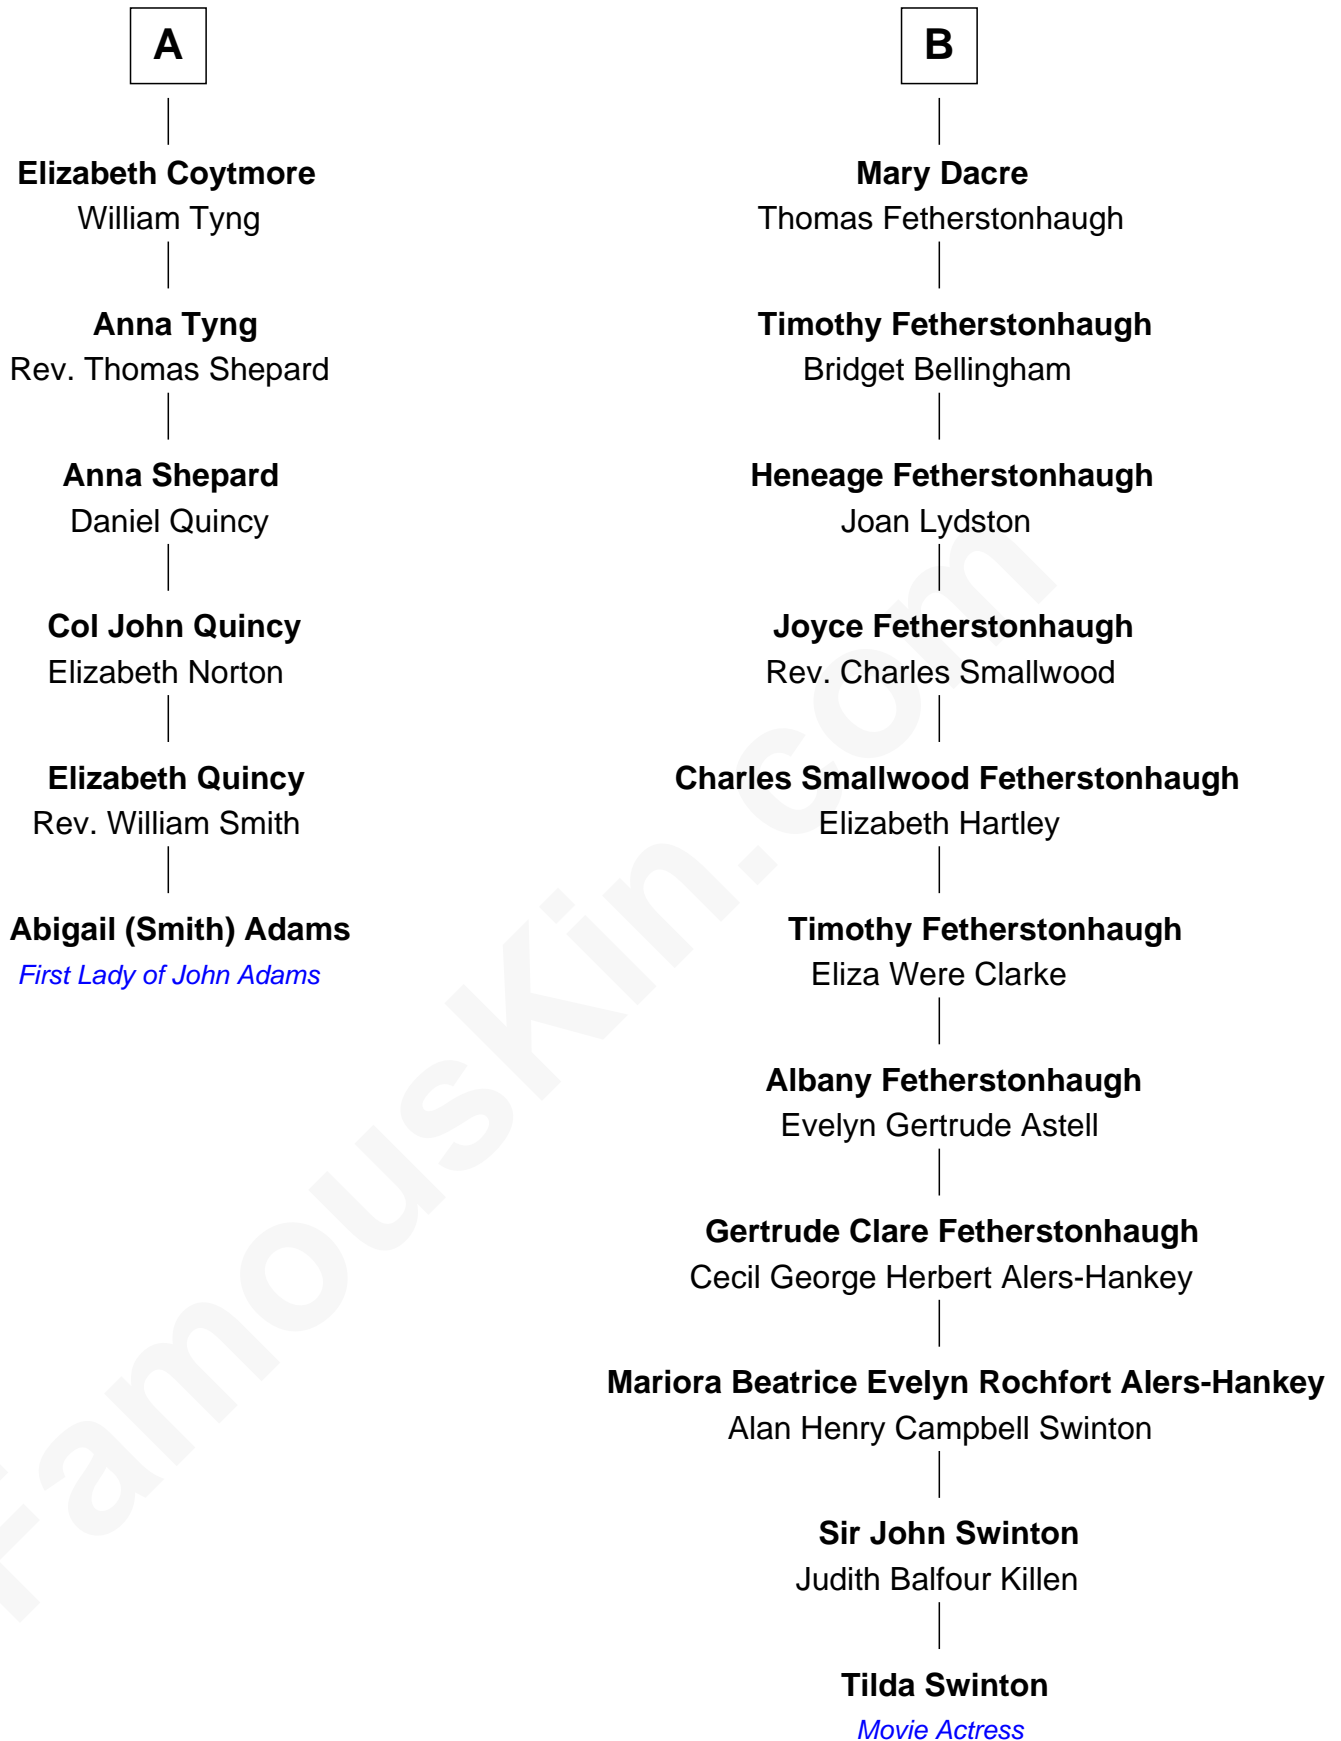 A
Elizabeth Coytmore
William Tyng
Anna Tyng
Rev. Thomas Shepard
Anna Shepard
Daniel Quincy
Col John Quincy
Elizabeth Norton
Elizabeth Quincy
Rev. William Smith
Abigail (Smith) Adams
First Lady of John Adams
B
Mary Dacre
Thomas Fetherstonhaugh
Timothy Fetherstonhaugh
Bridget Bellingham
Heneage Fetherstonhaugh
Joan Lydston
Joyce Fetherstonhaugh
Rev. Charles Smallwood
Charles Smallwood Fetherstonhaugh
Elizabeth Hartley
Timothy Fetherstonhaugh
Eliza Were Clarke
Albany Fetherstonhaugh
Evelyn Gertrude Astell
Gertrude Clare Fetherstonhaugh
Cecil George Herbert Alers-Hankey
Mariora Beatrice Evelyn Rochfort Alers-Hankey
Alan Henry Campbell Swinton
Sir John Swinton
Judith Balfour Killen
Tilda Swinton
Movie Actress
FamousKin.com